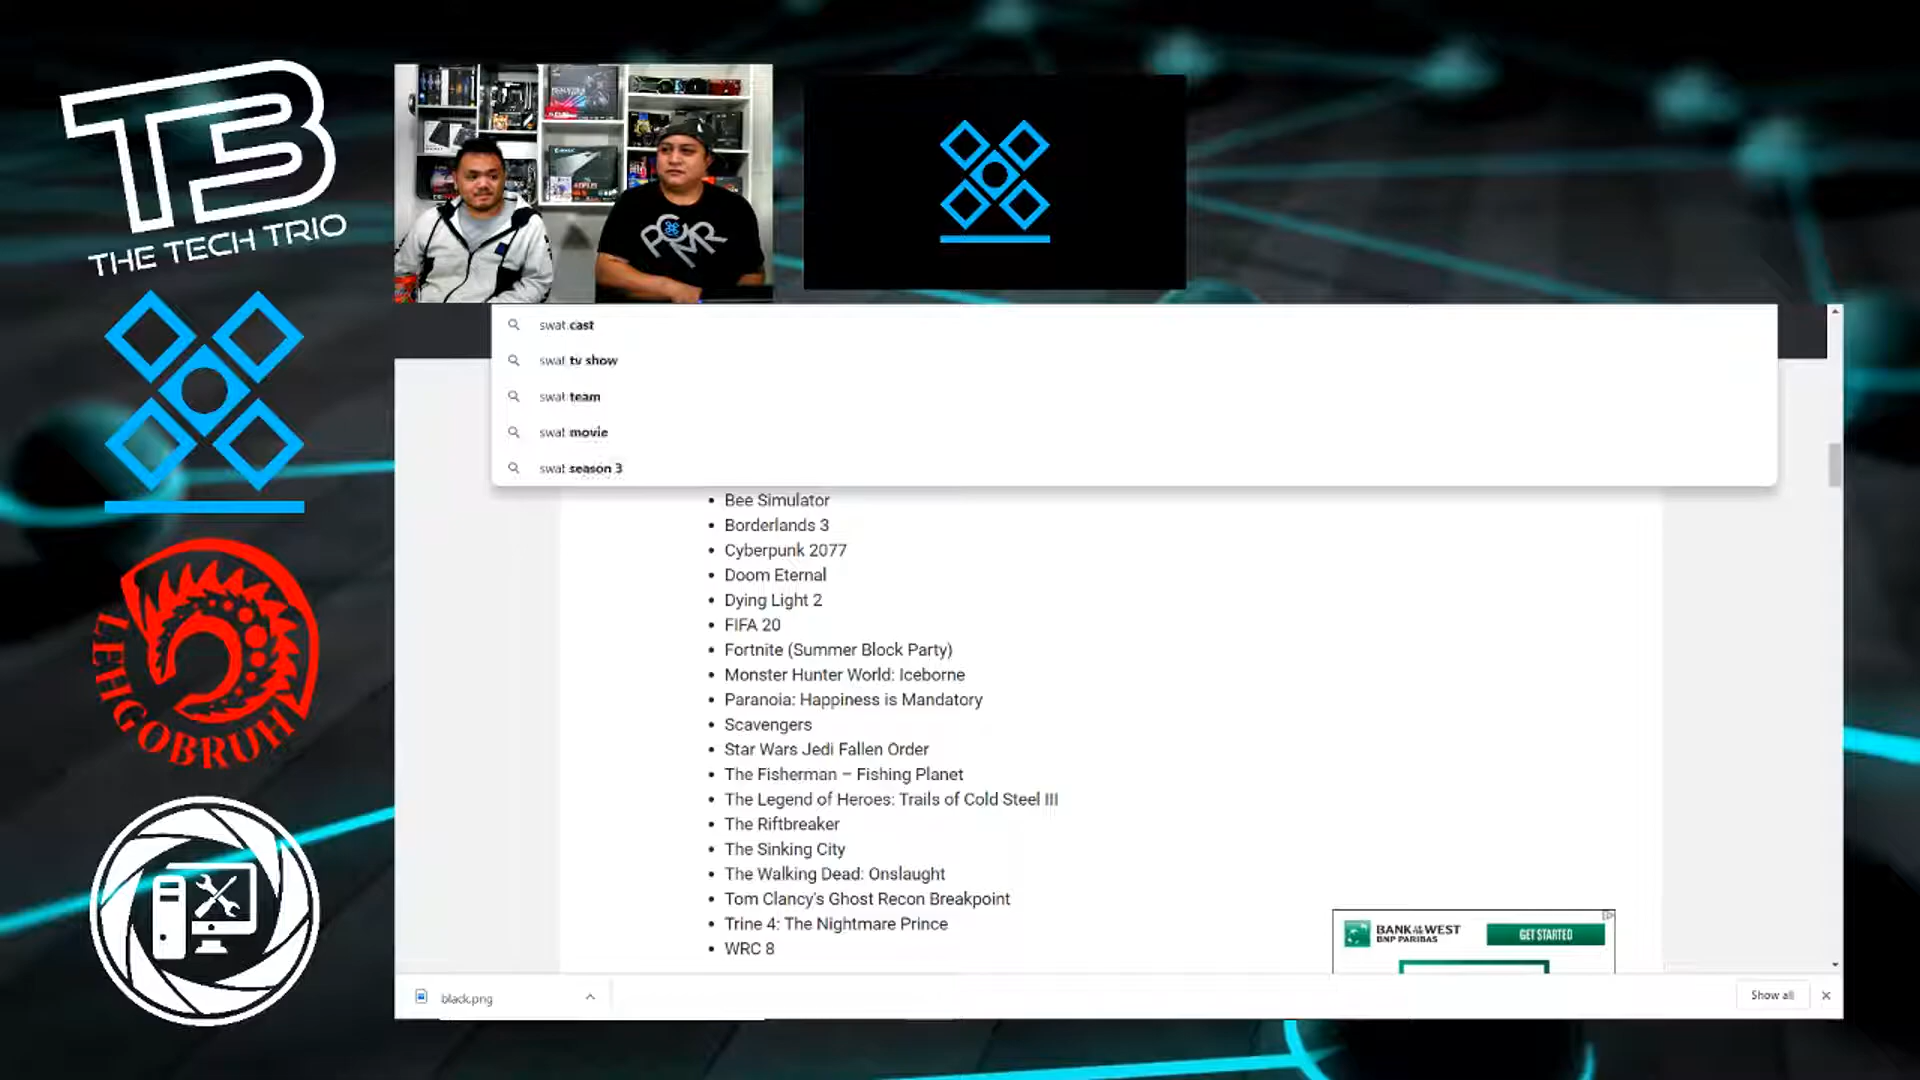 TB
THE TECH TRIO
PCMR
swat cast
swat tv show
swat team
swat movie
swat season 3
Bee Simulator
Borderlands 3
Cyberpunk 2077
Doom Eternal
Dying Light 2
FIFA 20
Fortnite (Summer Block Party)
Monster Hunter World: Iceborne
Paranoia: Happiness is Mandatory
Scavengers
Star Wars Jedi Fallen Order
The Fisherman – Fishing Planet
The Legend of Heroes: Trails of Cold Steel III
The Riftbreaker
The Sinking City
The Walking Dead: Onslaught
Tom Clancy's Ghost Recon Breakpoint
Trine 4: The Nightmare Prince
WRC 8
LEHGOBRUH
BANK OF THE WEST
BNP PARIBAS
GET STARTED
black.png
Show all